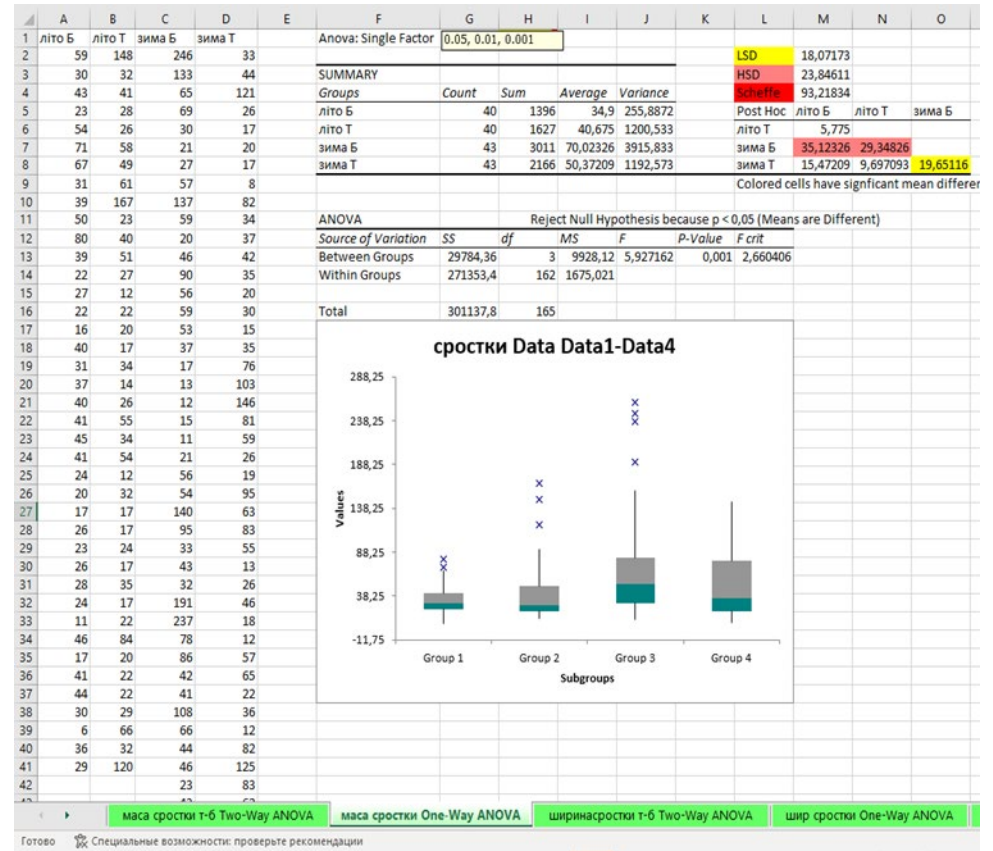 A B C D E F G H I J K L M N O
1 літо Б літо Т зима Б зима Т Anova: Single Factor 0.05, 0.01, 0.001
2 59 148 246 33 LSD 18,07173
3 30 32 133 44 SUMMARY HSD 23,84611
4 43 41 65 121 Groups Count Sum Average Variance Scheffe 93,21834
5 23 28 69 26 літо Б 40 1396 34,9 255,8872 Post Hoc літо Б літо Т зима Б
6 54 26 30 17 літо Т 40 1627 40,675 1200,533 літо Т 5,775
7 71 58 21 20 зима Б 43 3011 70,02326 3915,833 зима Б 35,12326 29,34826
8 67 49 27 17 зима Т 43 2166 50,37209 1192,573 зима Т 15,47209 9,697093 19,65116
9 31 61 57 8 Colored cells have signficant mean differen
10 39 167 137 82
11 50 23 59 34 ANOVA Reject Null Hypothesis because p < 0,05 (Means are Different)
12 80 40 20 37 Source of Variation SS df MS F P-Value F crit
13 39 51 46 42 Between Groups 29784,36 3 9928,12 5,927162 0,001 2,660406
14 22 27 90 35 Within Groups 271353,4 162 1675,021
15 27 12 56 20
16 22 22 59 30 Total 301137,8 165
17 16 20 53 15
18 40 17 37 35
19 31 34 17 76
20 37 14 13 103
21 40 26 12 146
22 41 55 15 81
23 45 34 11 59
24 41 54 21 26
25 24 12 56 19
26 20 32 54 95
27 17 17 140 63
28 26 17 95 83
29 23 24 33 55
30 26 17 43 13
31 28 35 32 26
32 24 17 191 46
33 11 22 237 18
34 46 84 78 12
35 17 20 86 57
36 41 22 42 65
37 44 22 41 22
38 30 29 108 36
39 6 66 66 12
40 36 32 44 82
41 29 120 46 125
42 23 83
сростки Data Data1-Data4
288,25
238,25
188,25
138,25
88,25
38,25
-11,75
Values
Group 1 Group 2 Group 3 Group 4
Subgroups
маса сростки т-б Two-Way ANOVA маса сростки One-Way ANOVA ширинасростки т-б Two-Way ANOVA шир сростки One-Way ANOVA
Готово Специальные возможности: проверьте рекомендации